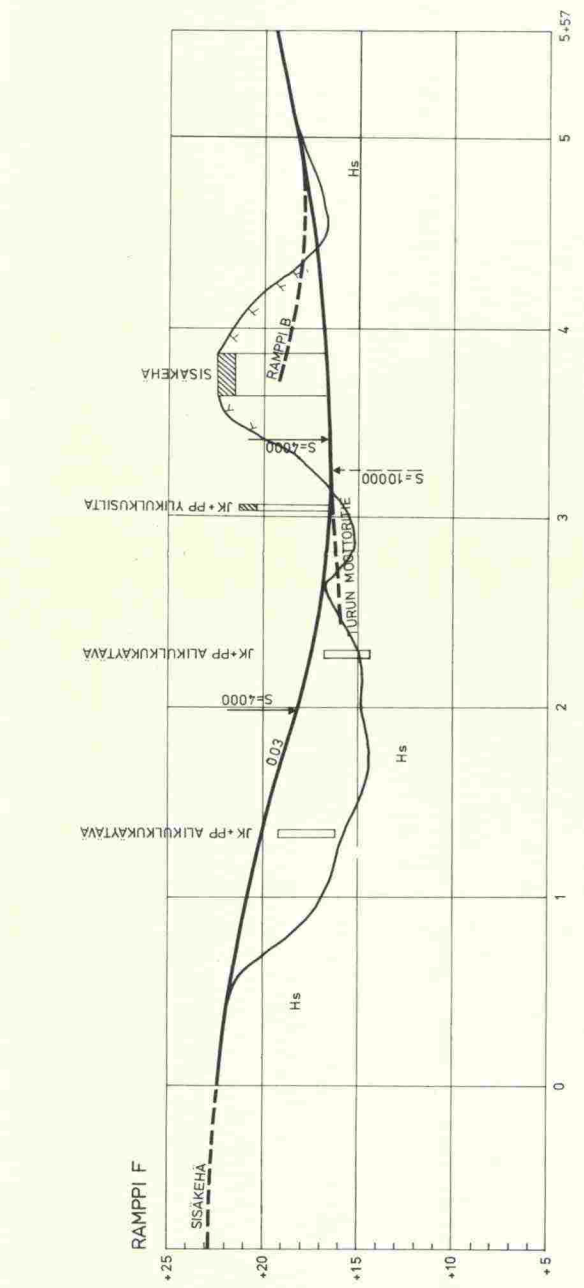 RAMPPI F
+25
+20
+15
+10
+5
SISÄKEHÄ
Hs
JK+PP ALIKULKUKÄYTÄVÄ
0.03
Hs
S=4000
JK+PP ALIKULKUKÄYTÄVÄ
TURUN MOOTTORITIE
JK+PP YLIKULKUSILTA
S=10000
S=4000
SISÄKEHÄ
RAMPPI B
Hs
0
1
2
3
4
5
5+57